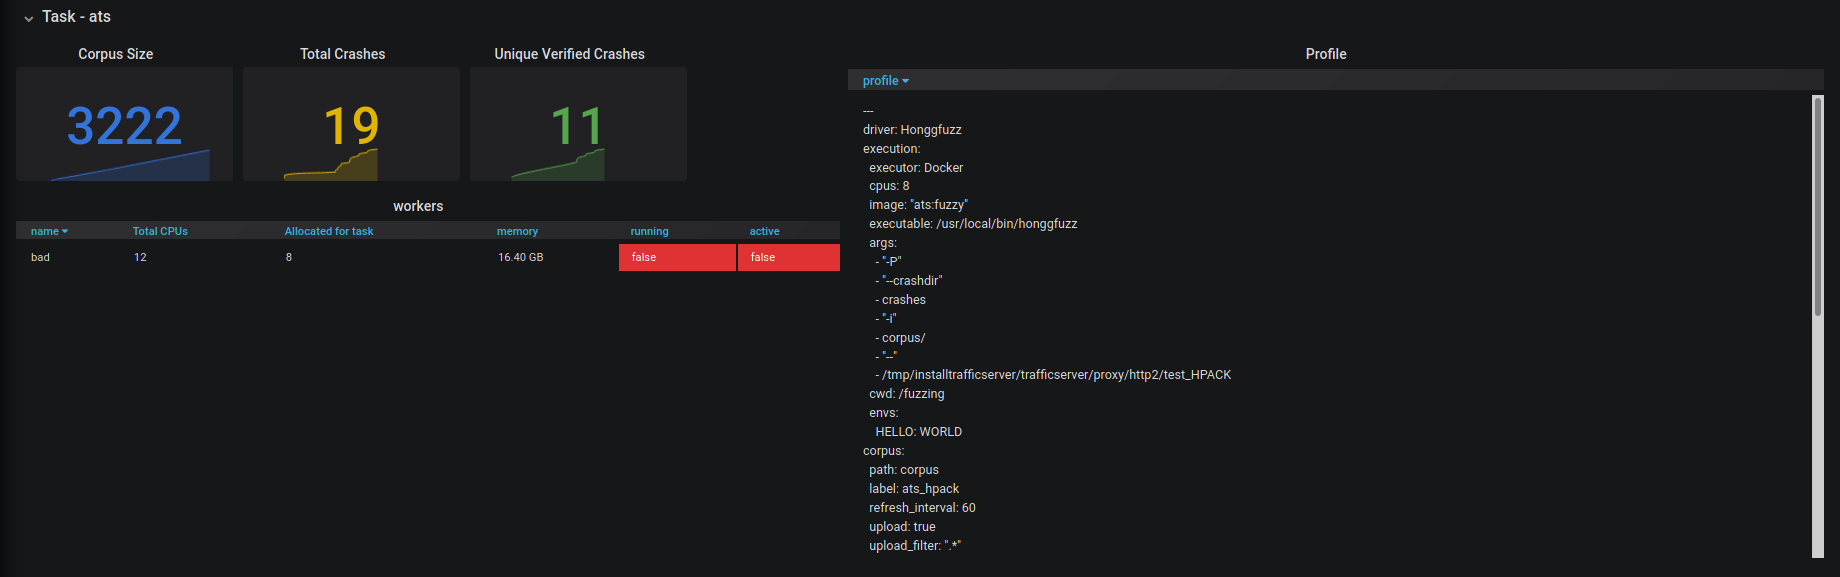 Task - ats
Corpus Size
Total Crashes
Unique Verified Crashes
3222
19
11
workers
name Total CPUs Allocated for task memory running active
bad 12 8 16.40 GB false false
Profile
profile
---
driver: Honggfuzz
execution:
executor: Docker
cpus: 8
image: "ats:fuzzy"
executable: /usr/local/bin/honggfuzz
args:
- "-P"
- "--crashdir"
- crashes
- "-i"
- corpus/
- "--"
- /tmp/installtrafficserver/trafficserver/proxy/http2/test_HPACK
cwd: /fuzzing
envs:
HELLO: WORLD
corpus:
path: corpus
label: ats_hpack
refresh_interval: 60
upload: true
upload_filter: ".*"